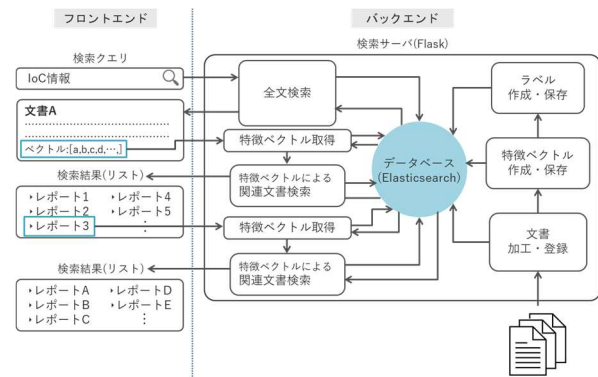 フロントエンド
バックエンド
検索クエリ
IoC情報
文書A
ベクトル:[a,b,c,d,…,]
検索結果(リスト)
‣レポート1 ‣レポート4
‣レポート2 ‣レポート5
‣レポート3 ⋮
検索結果(リスト)
‣レポートA ‣レポートD
‣レポートB ‣レポートE
‣レポートC ⋮
検索サーバ(Flask)
全文検索
特徴ベクトル取得
特徴ベクトルによる
関連文書検索
特徴ベクトル取得
特徴ベクトルによる
関連文書検索
データベース
(Elasticsearch)
ラベル
作成・保存
特徴ベクトル
作成・保存
文書
加工・登録